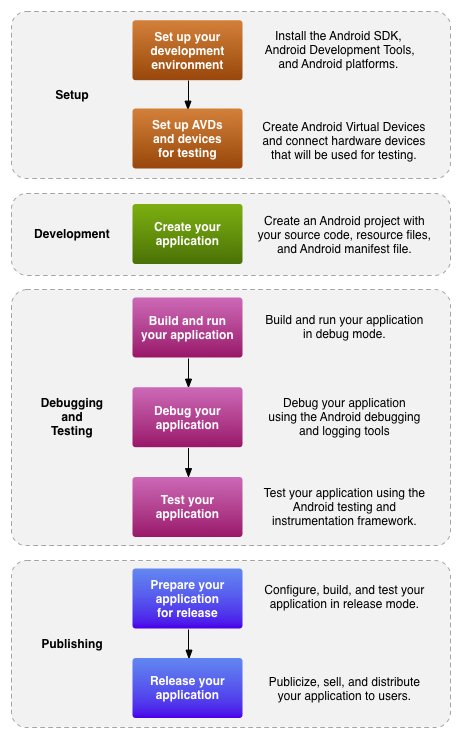 Setup
Set up your
development
environment
Install the Android SDK,
Android Development Tools,
and Android platforms.
Set up AVDs
and devices
for testing
Create Android Virtual Devices
and connect hardware devices
that will be used for testing.
Development
Create your
application
Create an Android project with
your source code, resource files,
and Android manifest file.
Debugging
and
Testing
Build and run
your application
Build and run your application
in debug mode.
Debug your
application
Debug your application
using the Android debugging
and logging tools
Test your
application
Test your application using the
Android testing and
instrumentation framework.
Publishing
Prepare your
application
for release
Configure, build, and test your
application in release mode.
Release your
application
Publicize, sell, and distribute
your application to users.